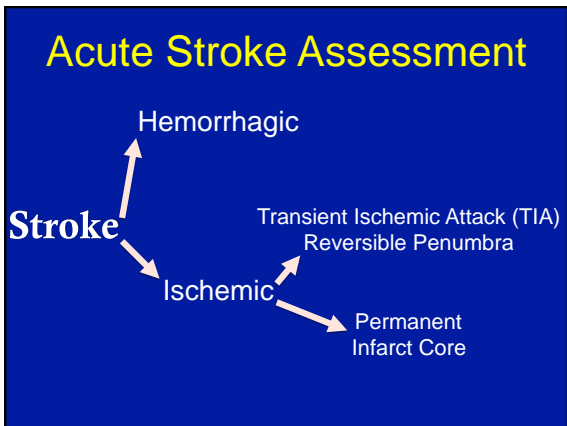 Acute Stroke Assessment
Hemorrhagic
Stroke
Transient Ischemic Attack (TIA)
Reversible Penumbra
Ischemic
Permanent
Infarct Core